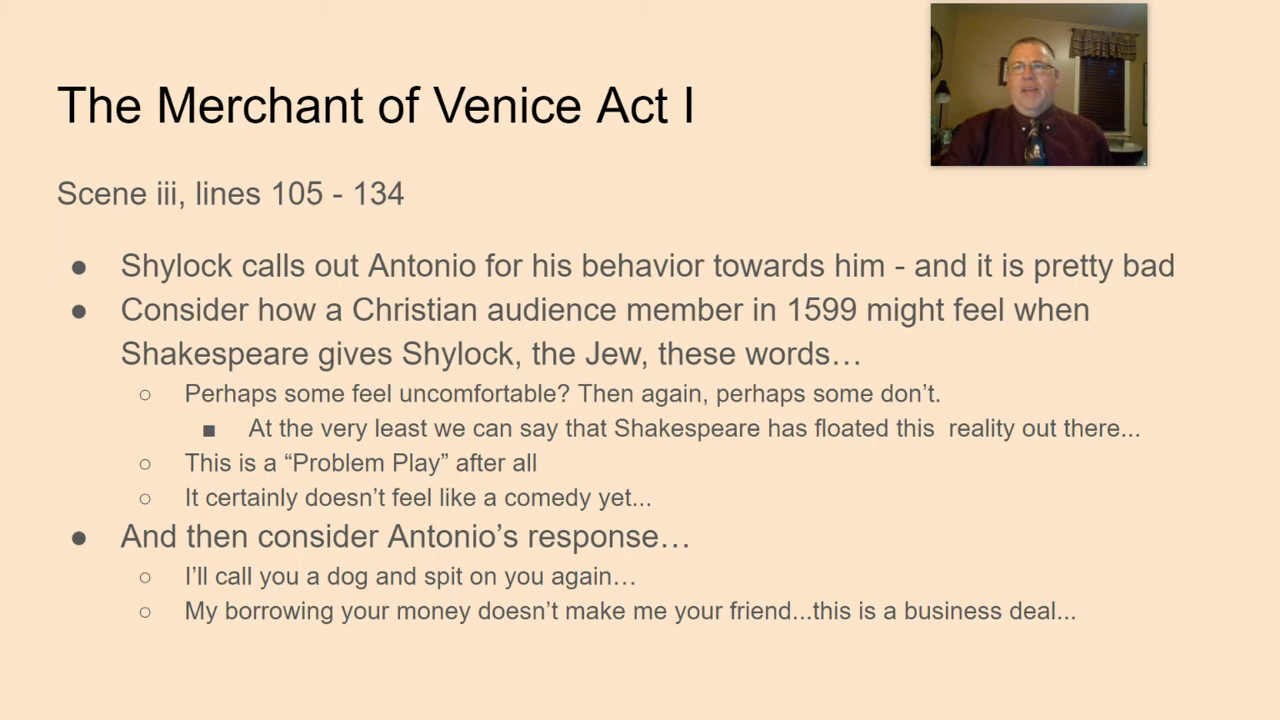 The Merchant of Venice Act I
Scene iii, lines 105 - 134
● Shylock calls out Antonio for his behavior towards him - and it is pretty bad
● Consider how a Christian audience member in 1599 might feel when
Shakespeare gives Shylock, the Jew, these words…
○ Perhaps some feel uncomfortable? Then again, perhaps some don’t.
■ At the very least we can say that Shakespeare has floated this  reality out there...
○ This is a “Problem Play” after all
○ It certainly doesn’t feel like a comedy yet...
● And then consider Antonio’s response…
○ I’ll call you a dog and spit on you again…
○ My borrowing your money doesn’t make me your friend...this is a business deal...